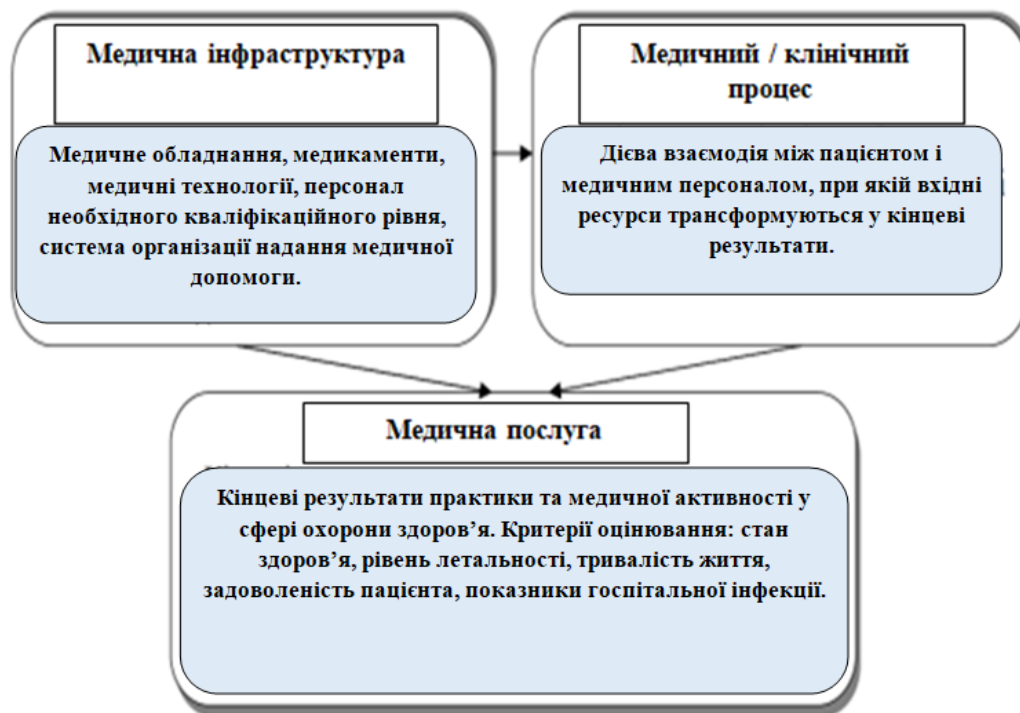 Медична інфраструктура
Медичне обладнання, медикаменти,
медичні технології, персонал
необхідного кваліфікаційного рівня,
система організації надання медичної
допомоги.
Медичний / клінічний
процес
Дієва взаємодія між пацієнтом і
медичним персоналом, при якій вхідні
ресурси трансформуються у кінцеві
результати.
Медична послуга
Кінцеві результати практики та медичної активності у
сфері охорони здоров’я. Критерії оцінювання: стан
здоров’я, рівень летальності, тривалість життя,
задоволеність пацієнта, показники госпітальної інфекції.